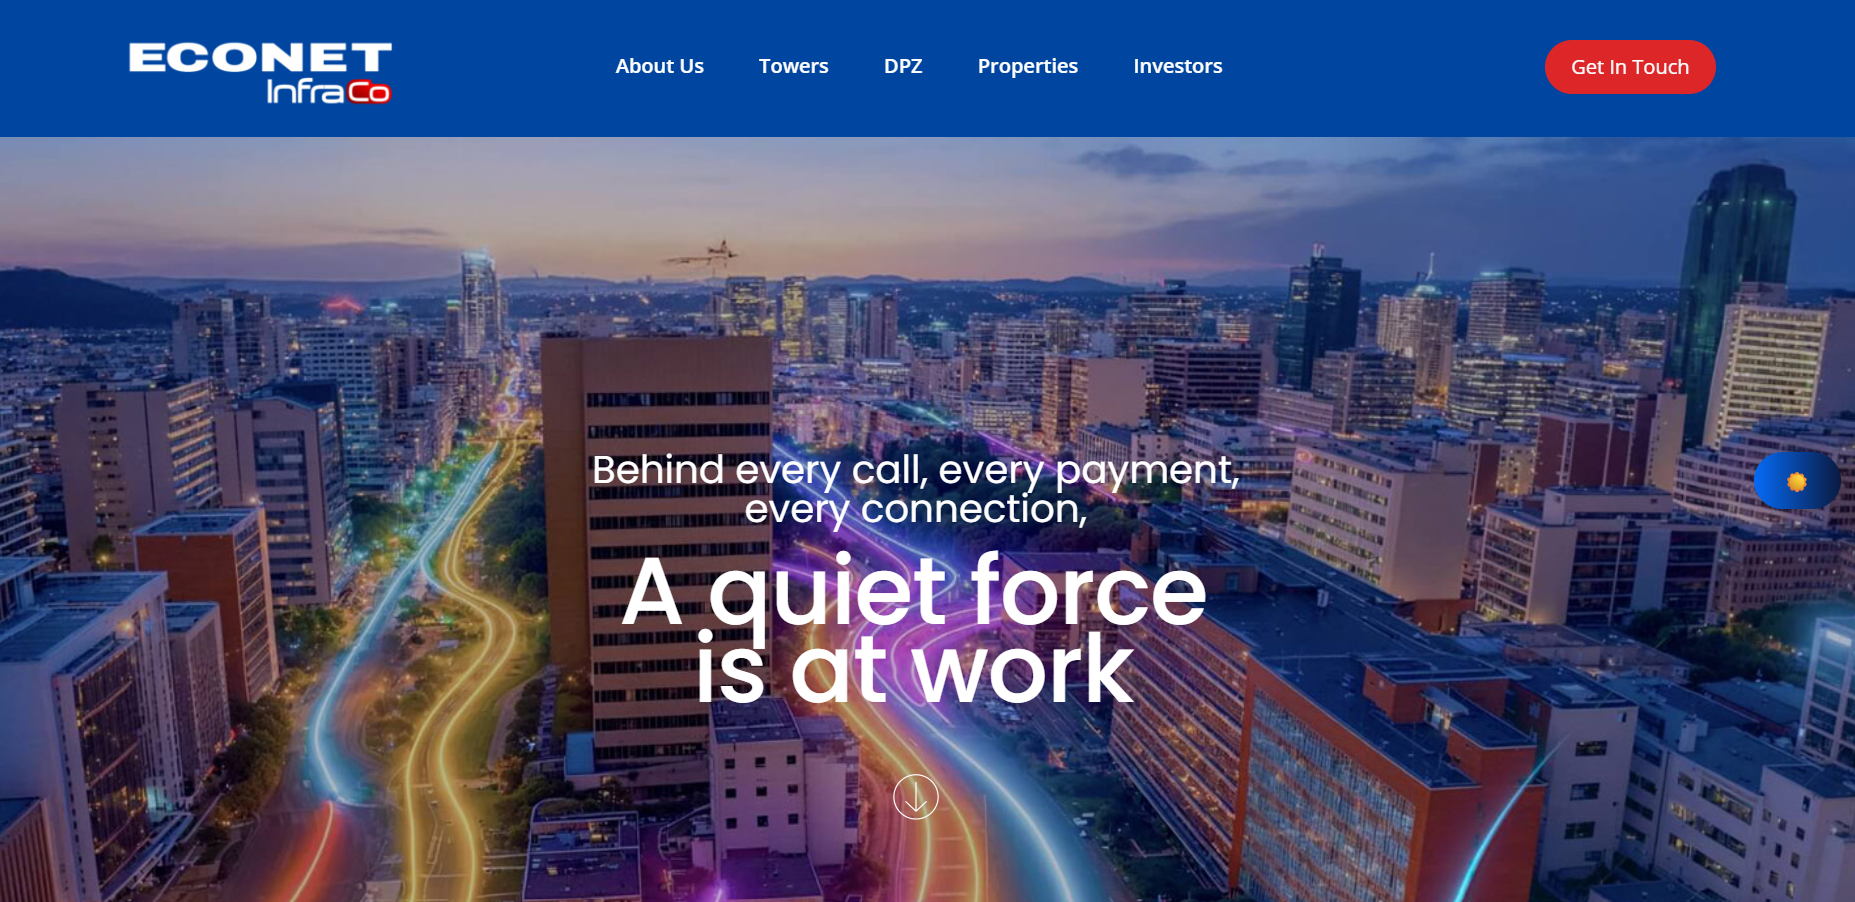 ECONET
InfraCo
About Us
Towers
DPZ
Properties
Investors
Get In Touch
Behind every call, every payment,
every connection,
A quiet force
is at work